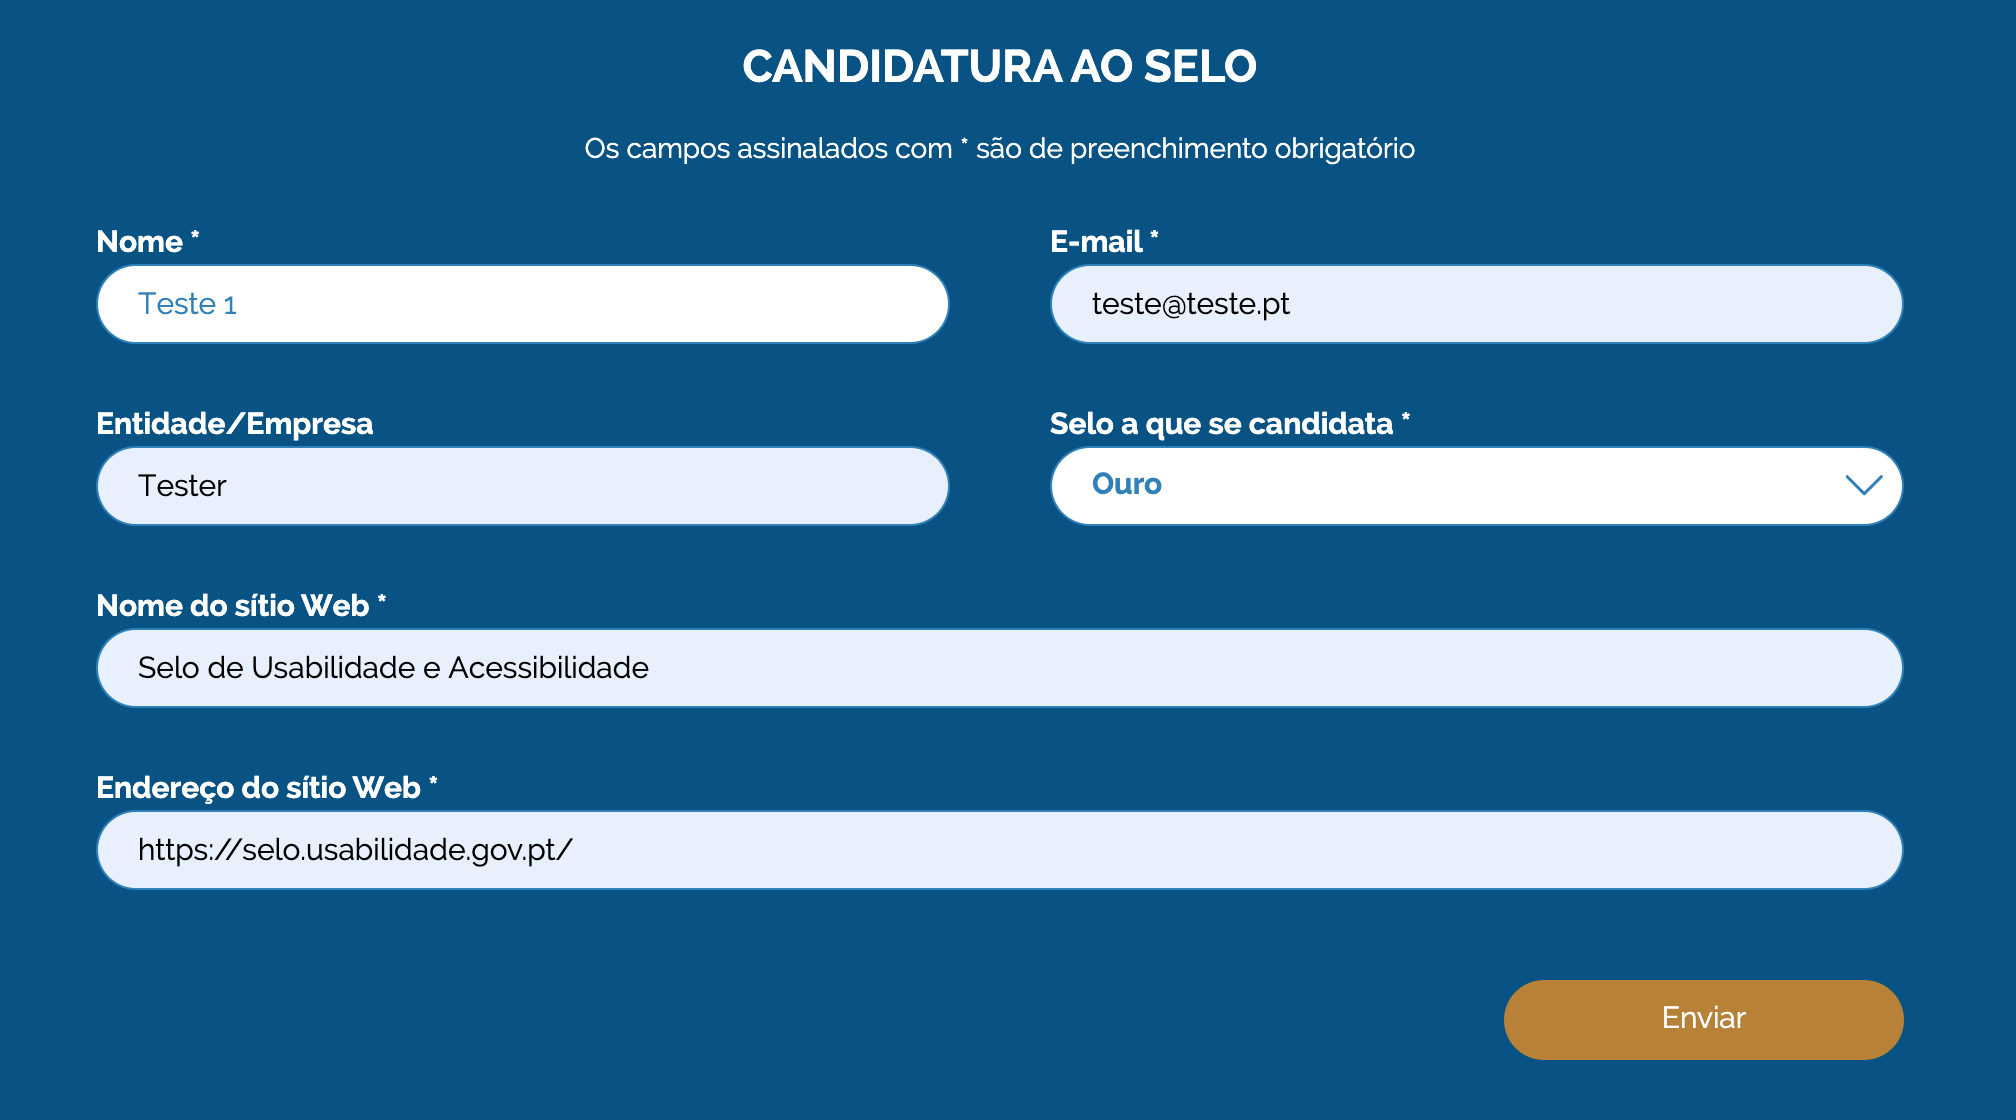 CANDIDATURA AO SELO
Os campos assinalados com * são de preenchimento obrigatório
Nome *
Teste 1
E-mail *
teste@teste.pt
Entidade/Empresa
Tester
Selo a que se candidata *
Ouro
Nome do sítio Web *
Selo de Usabilidade e Acessibilidade
Endereço do sítio Web *
https://selo.usabilidade.gov.pt/
Enviar